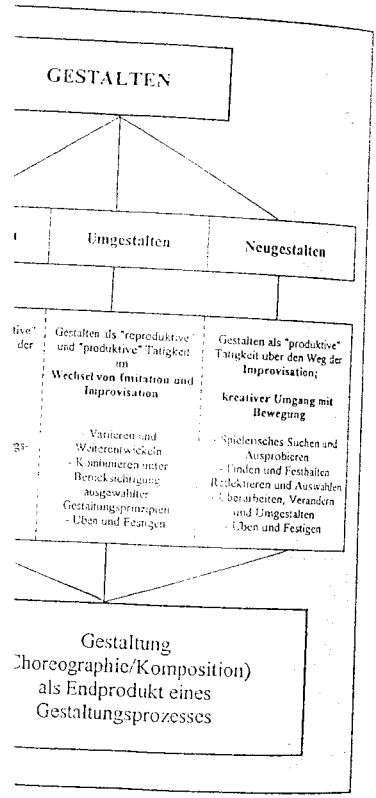 GESTALTEN
Umgestalten
Neugestalten
tive"
der
gs-
Gestalten als "reproduktive"
und "produktive" Tätigkeit
im
Wechsel von Imitation und
Improvisation
- Variieren und
Weiterentwickeln
- Kombinieren unter
Berücksichtigung
ausgewählter
Gestaltungsprinzipien
- Üben und Festigen
Gestalten als "produktive"
Tätigkeit über den Weg der
Improvisation;
kreativer Umgang mit
Bewegung
- Spielerisches Suchen und
Ausprobieren
- Finden und Festhalten
Reflektieren und Auswählen
- Überarbeiten, Verändern
und Umgestalten
- Üben und Festigen
Gestaltung
Choreographie/Komposition)
als Endprodukt eines
Gestaltungsprozesses